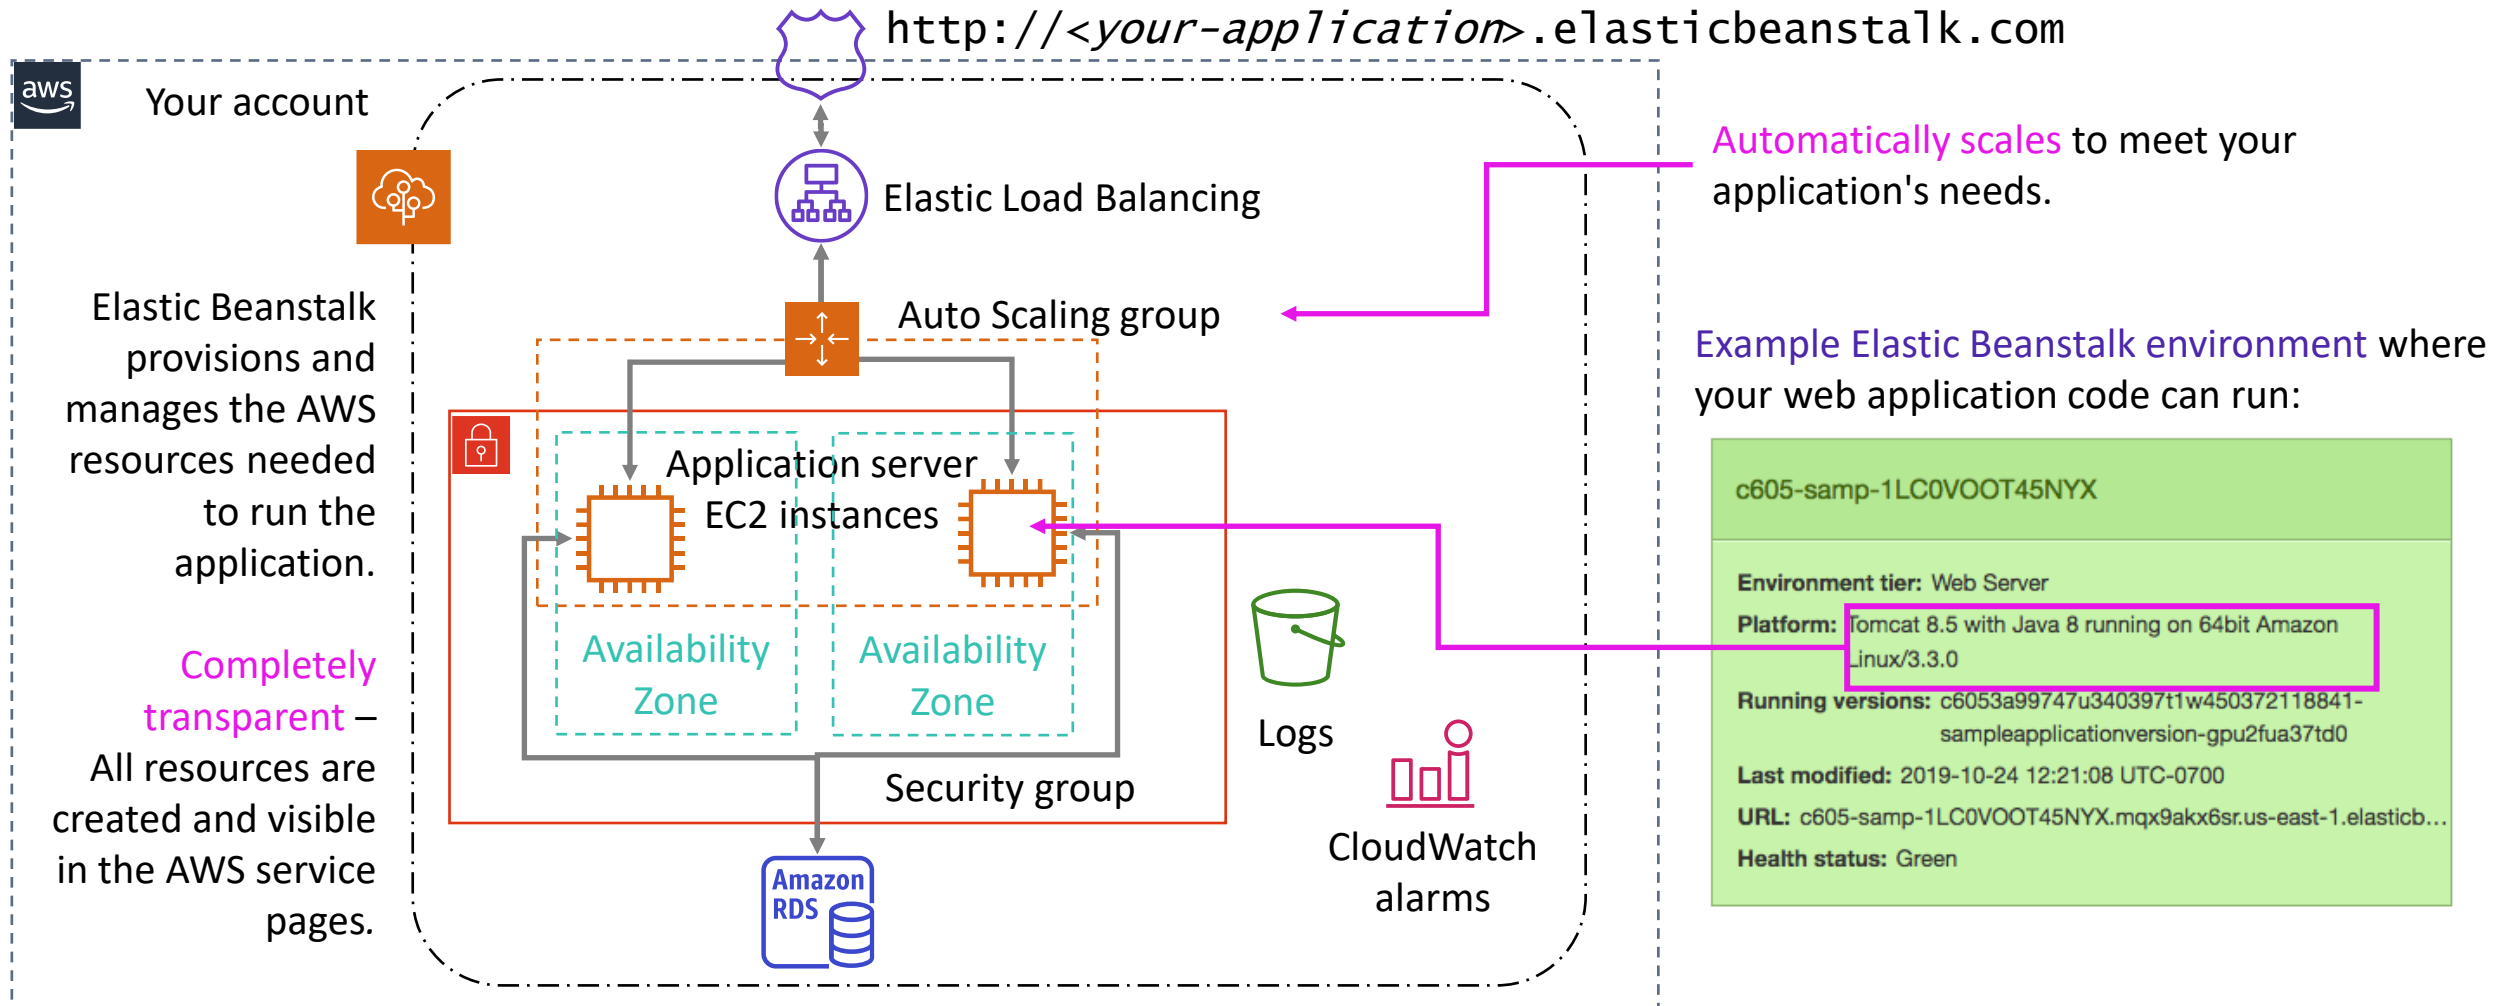 http://<your-application>.elasticbeanstalk.com
aws
Your account
Elastic Load Balancing
Automatically scales to meet your
application's needs.
Elastic Beanstalk
provisions and
manages the AWS
resources needed
to run the
application.
Auto Scaling group
Completely
transparent –
All resources are
created and visible
in the AWS service
pages.
Application server
EC2 instances
Availability
Zone
Availability
Zone
Security group
Logs
CloudWatch
alarms
Amazon
RDS
Example Elastic Beanstalk environment where
your web application code can run:
c605-samp-1LC0VOOT45NYX
Environment tier: Web Server
Platform: Tomcat 8.5 with Java 8 running on 64bit Amazon
Linux/3.3.0
Running versions: c6053a99747u340397t1w450372118841-
sampleapplicationversion-gpu2fua37td0
Last modified: 2019-10-24 12:21:08 UTC-0700
URL: c605-samp-1LC0VOOT45NYX.mqx9akx6sr.us-east-1.elasticb...
Health status: Green